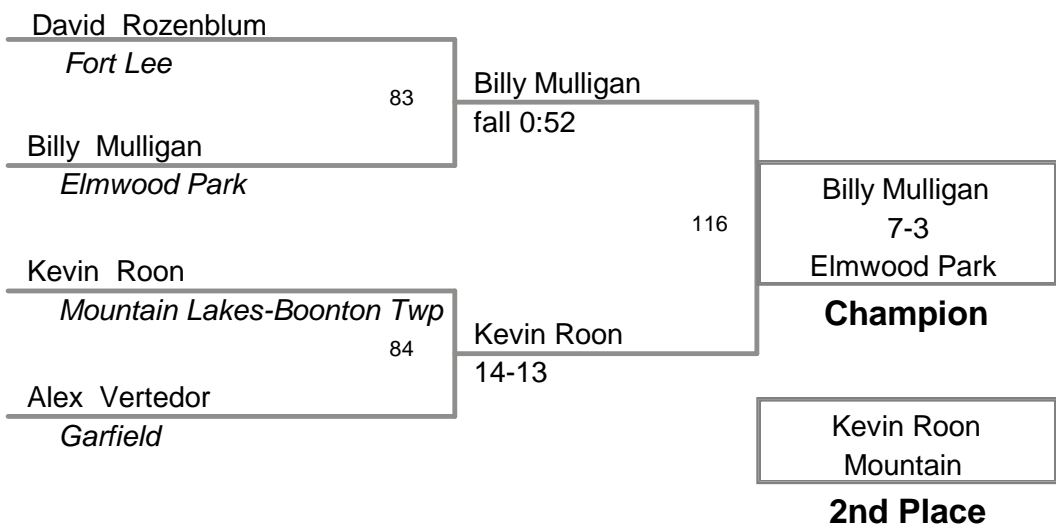 David Rozenblum
Fort Lee
83
Billy Mulligan
fall 0:52
Billy Mulligan
Elmwood Park
Billy Mulligan
7-3
Elmwood Park
Champion
116
Kevin Roon
Mountain Lakes-Boonton Twp
84
Kevin Roon
14-13
Alex Vertedor
Garfield
Kevin Roon
Mountain
2nd Place